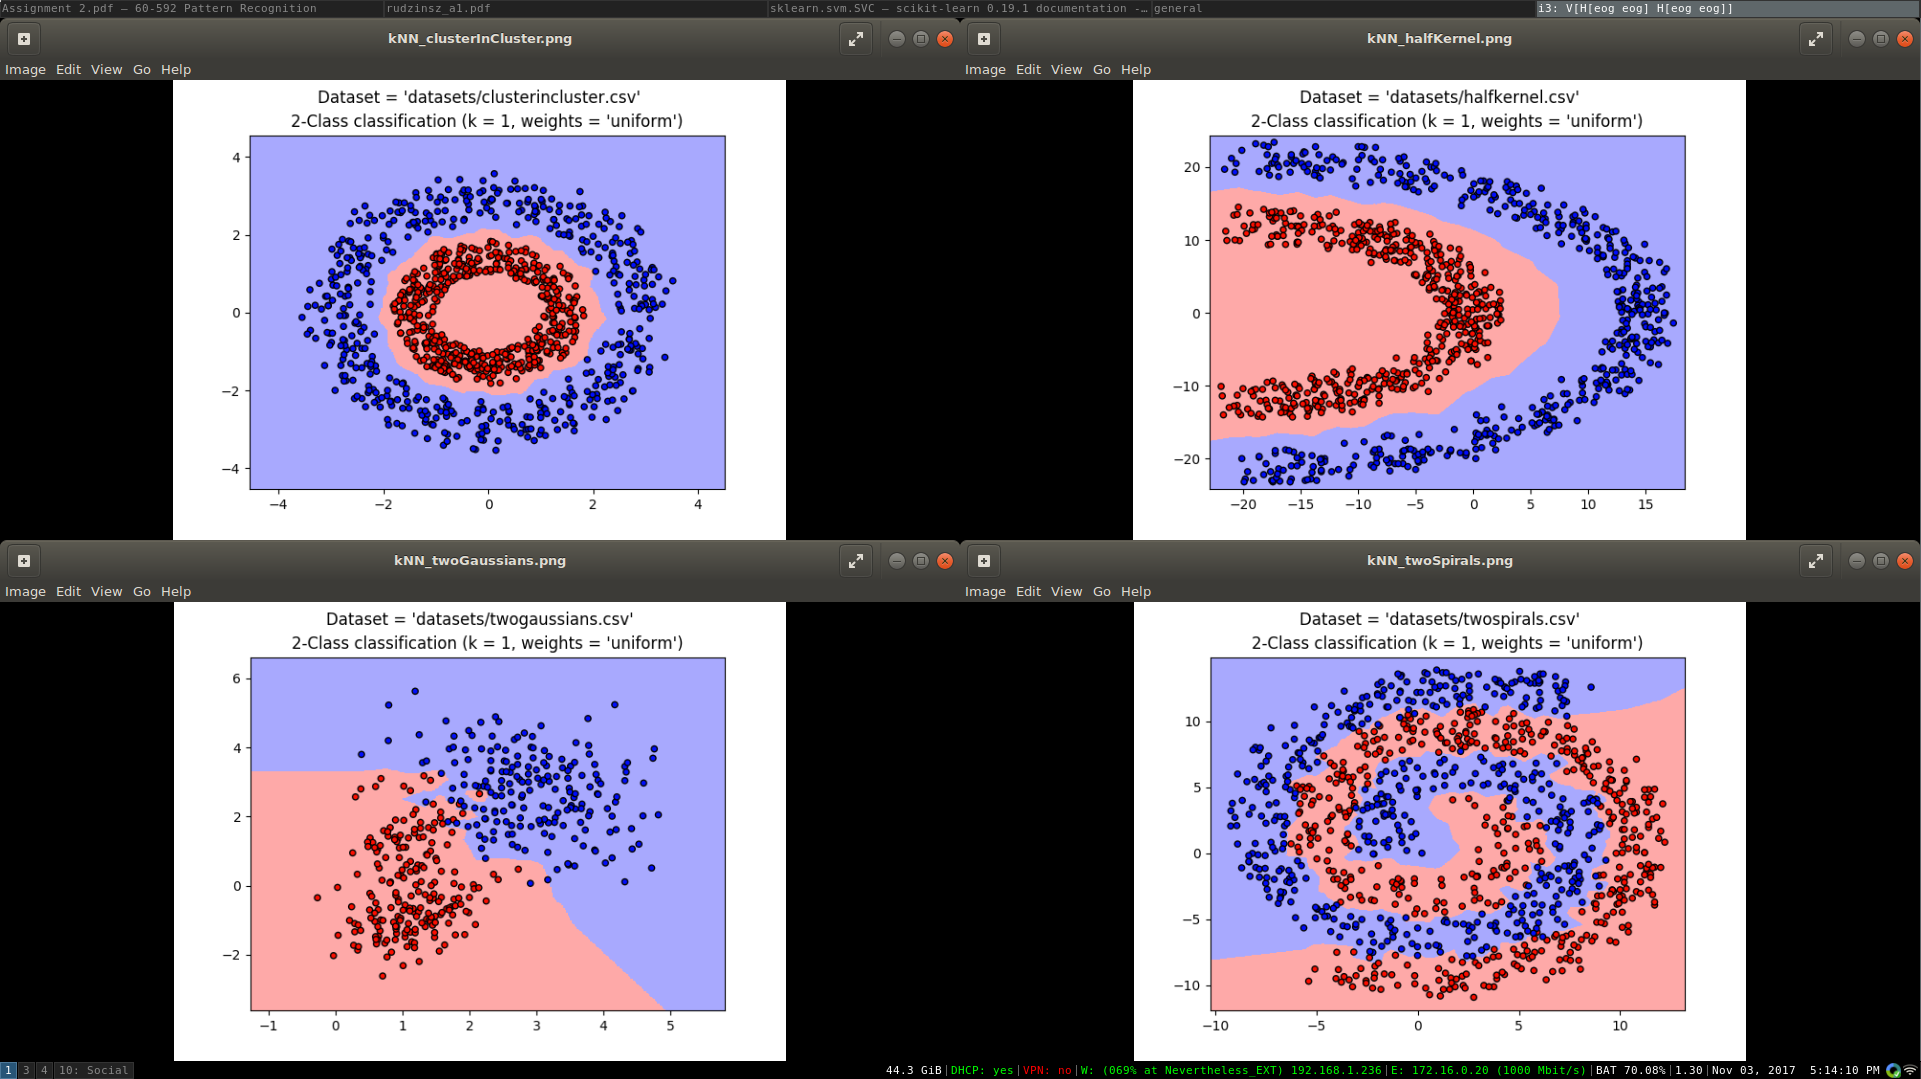 Assignment 2.pdf — 60-592 Pattern Recognition
rudzinsz_a1.pdf
sklearn.svm.SVC — scikit-learn 0.19.1 documentation -…
general
i3: V[H[eog eog] H[eog eog]]
kNN_clusterInCluster.png
Image Edit View Go Help
Dataset = 'datasets/clusterincluster.csv'
2-Class classification (k = 1, weights = 'uniform')
4
2
0
−2
−4
−4 −2 0 2 4
kNN_halfKernel.png
Image Edit View Go Help
Dataset = 'datasets/halfkernel.csv'
2-Class classification (k = 1, weights = 'uniform')
20
10
0
−10
−20
−20 −15 −10 −5 0 5 10 15
kNN_twoGaussians.png
Image Edit View Go Help
Dataset = 'datasets/twogaussians.csv'
2-Class classification (k = 1, weights = 'uniform')
6
4
2
0
−2
−1 0 1 2 3 4 5
kNN_twoSpirals.png
Image Edit View Go Help
Dataset = 'datasets/twospirals.csv'
2-Class classification (k = 1, weights = 'uniform')
10
5
0
−5
−10
−10 −5 0 5 10
1 3 4 10: Social
44.3 GiB|DHCP: yes|VPN: no|W: (069% at Nevertheless_EXT) 192.168.1.236|E: 172.16.0.20 (1000 Mbit/s)|BAT 70.08%|1.30|Nov 03, 2017 5:14:10 PM